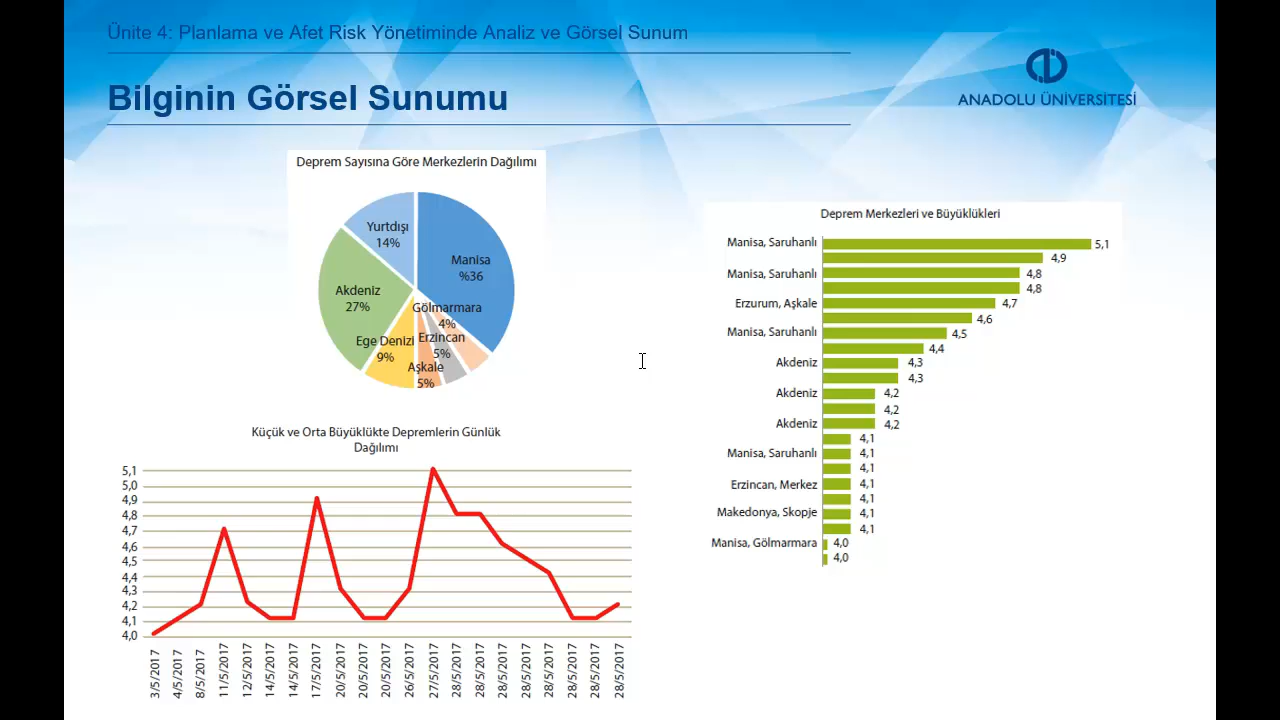 Ünite 4: Planlama ve Afet Risk Yönetiminde Analiz ve Görsel Sunum
Bilginin Görsel Sunumu
ANADOLU ÜNİVERSİTESİ
Deprem Sayısına Göre Merkezlerin Dağılımı
Yurtdışı
14%
Manisa
%36
Akdeniz
27%
Gölmarmara
4%
Erzincan
5%
Ege Denizi
9%
Aşkale
5%
Küçük ve Orta Büyüklükte Depremlerin Günlük
Dağılımı
5,1
5,0
4,9
4,8
4,7
4,6
4,5
4,4
4,3
4,2
4,1
4,0
3/5/2017
4/5/2017
8/5/2017
11/5/2017
12/5/2017
14/5/2017
14/5/2017
17/5/2017
20/5/2017
20/5/2017
20/5/2017
26/5/2017
27/5/2017
28/5/2017
28/5/2017
28/5/2017
28/5/2017
28/5/2017
28/5/2017
28/5/2017
28/5/2017
Deprem Merkezleri ve Büyüklükleri
Manisa, Saruhanlı 5,1
4,9
Manisa, Saruhanlı 4,8
4,8
Erzurum, Aşkale 4,7
4,6
Manisa, Saruhanlı 4,5
4,4
Akdeniz 4,3
4,3
Akdeniz 4,2
4,2
Akdeniz 4,2
4,1
Manisa, Saruhanlı 4,1
4,1
Erzincan, Merkez 4,1
4,1
Makedonya, Skopje 4,1
4,1
Manisa, Gölmarmara 4,0
4,0